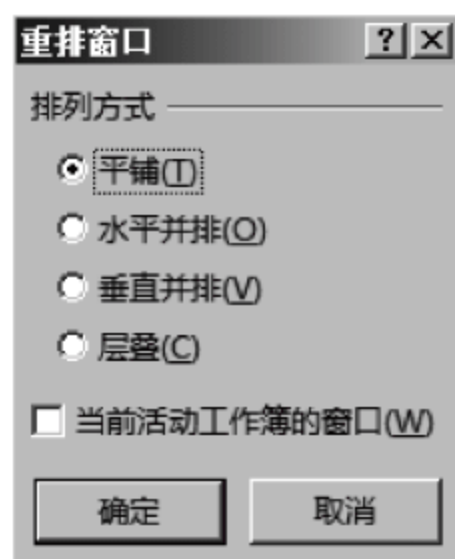 重排窗口
排列方式
平铺(T)
水平并排(O)
垂直并排(V)
层叠(C)
当前活动工作簿的窗口(W)
确定 取消